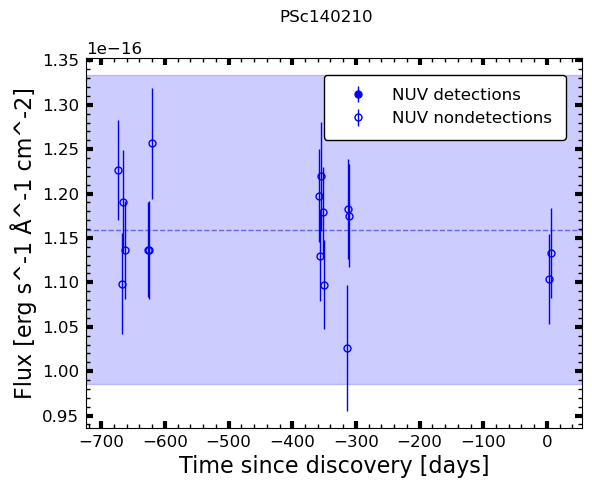 PSc140210
1e−16
NUV detections
NUV nondetections
1.35
1.30
1.25
1.20
1.15
1.10
1.05
1.00
0.95
Flux [erg s^-1 Å^-1 cm^-2]
−700 −600 −500 −400 −300 −200 −100 0
Time since discovery [days]